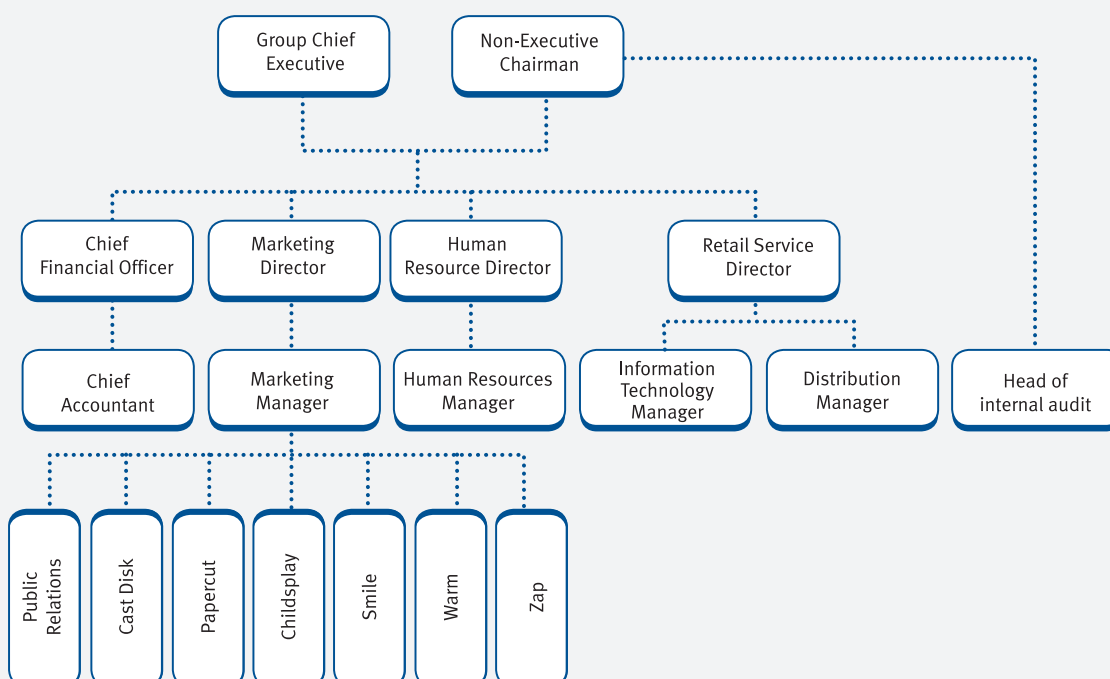 Group Chief
Executive
Non-Executive
Chairman
Chief
Financial Officer
Marketing
Director
Human
Resource Director
Retail Service
Director
Chief
Accountant
Marketing
Manager
Human Resources
Manager
Information
Technology
Manager
Distribution
Manager
Head of
internal audit
Public
Relations
Cast Disk
Papercut
Childsplay
Smile
Warm
Zap